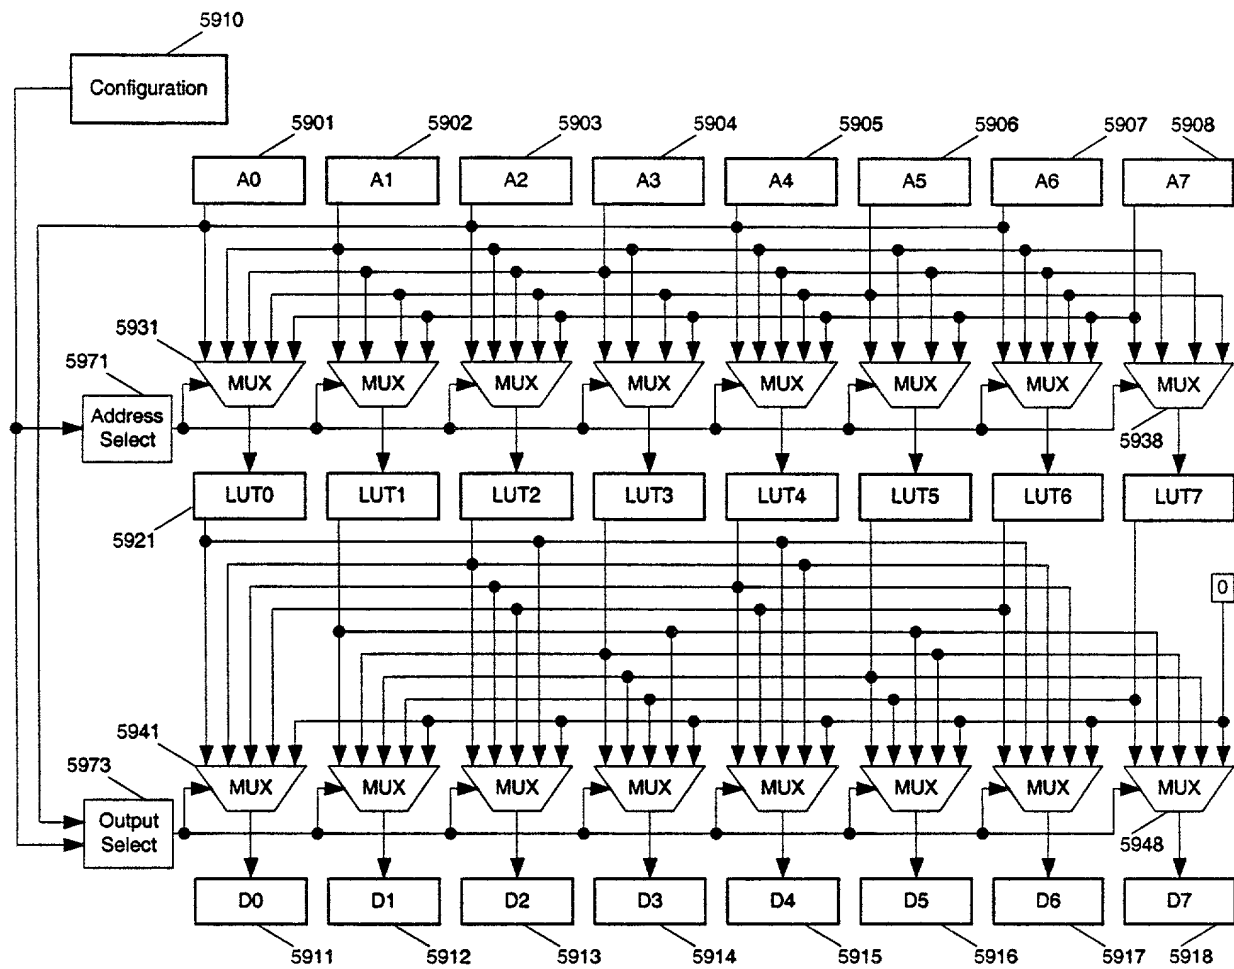 5910
Configuration
5901 5902 5903 5904 5905 5906 5907 5908
A0 A1 A2 A3 A4 A5 A6 A7
5931
MUX MUX MUX MUX MUX MUX MUX MUX
5971
Address
Select
5938
LUT0 LUT1 LUT2 LUT3 LUT4 LUT5 LUT6 LUT7
5921
0
5941
MUX MUX MUX MUX MUX MUX MUX MUX
5973
Output
Select
5948
D0 D1 D2 D3 D4 D5 D6 D7
5911 5912 5913 5914 5915 5916 5917 5918